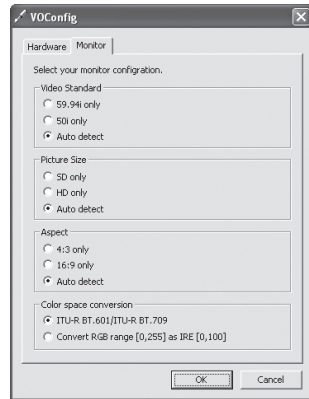 VOConfig
Hardware Monitor
Select your monitor configration.
Video Standard
59.94i only
50i only
Auto detect
Picture Size
SD only
HD only
Auto detect
Aspect
4:3 only
16:9 only
Auto detect
Color space conversion
ITU-R BT.601/ITU-R BT.709
Convert RGB range [0,255] as IRE [0,100]
OK Cancel